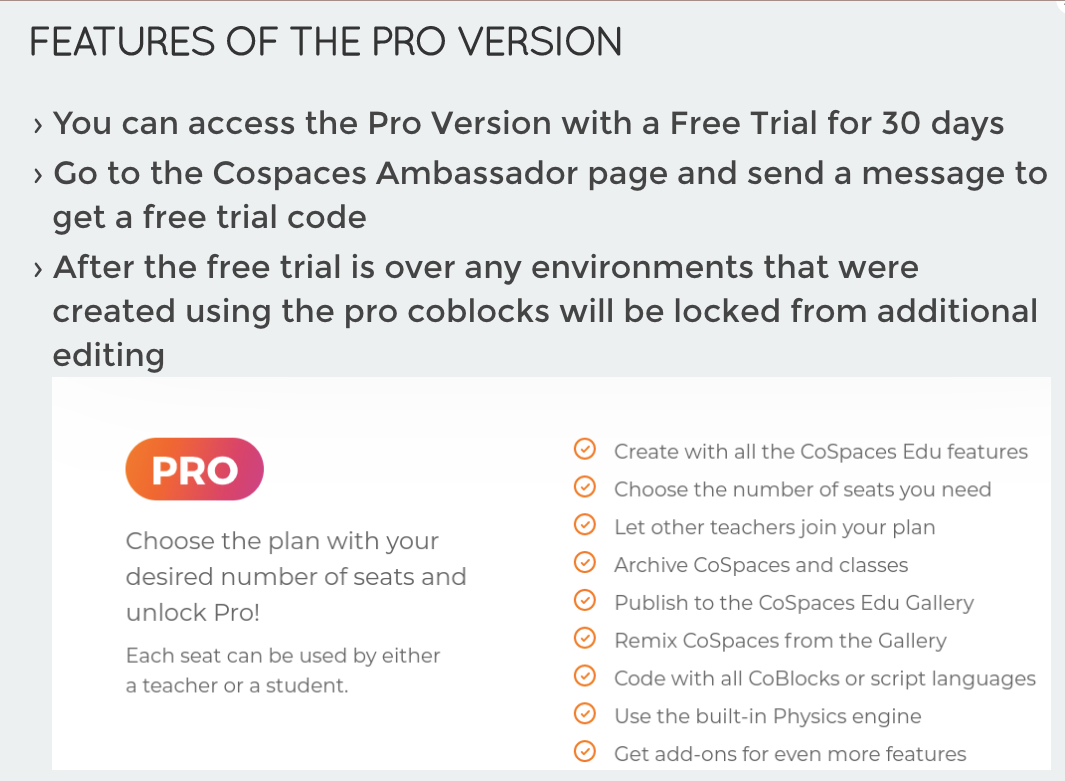 FEATURES OF THE PRO VERSION
› You can access the Pro Version with a Free Trial for 30 days
› Go to the Cospaces Ambassador page and send a message to
get a free trial code
› After the free trial is over any environments that were
created using the pro coblocks will be locked from additional
editing
PRO
Choose the plan with your
desired number of seats and
unlock Pro!
Each seat can be used by either
a teacher or a student.
Create with all the CoSpaces Edu features
Choose the number of seats you need
Let other teachers join your plan
Archive CoSpaces and classes
Publish to the CoSpaces Edu Gallery
Remix CoSpaces from the Gallery
Code with all CoBlocks or script languages
Use the built-in Physics engine
Get add-ons for even more features